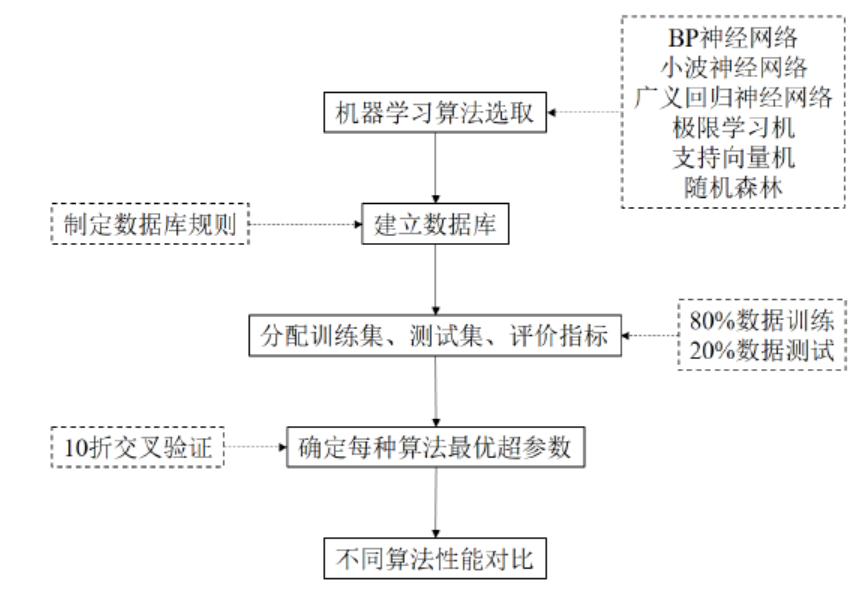 BP神经网络
小波神经网络
广义回归神经网络
极限学习机
支持向量机
随机森林
机器学习算法选取
制定数据库规则
建立数据库
分配训练集、测试集、评价指标
80%数据训练
20%数据测试
10折交叉验证
确定每种算法最优超参数
不同算法性能对比